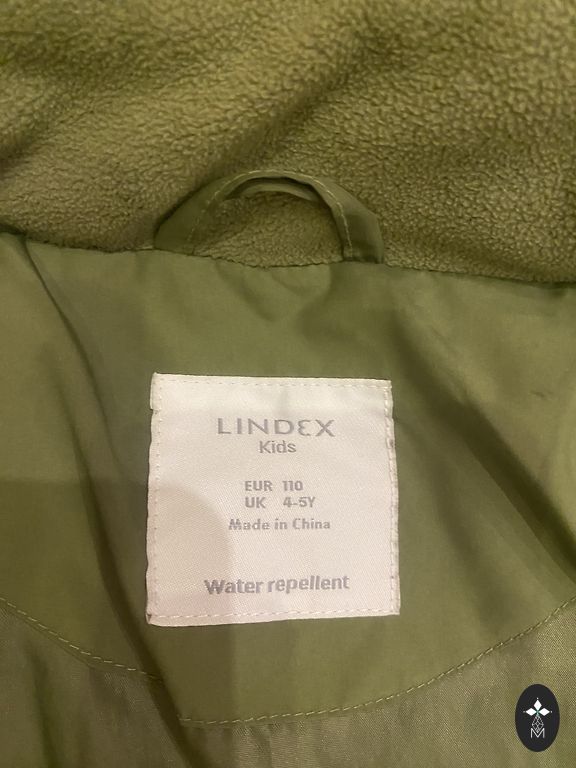 LINDEX
Kids
EUR 110
UK 4-5Y
Made in China
Water repellent
M